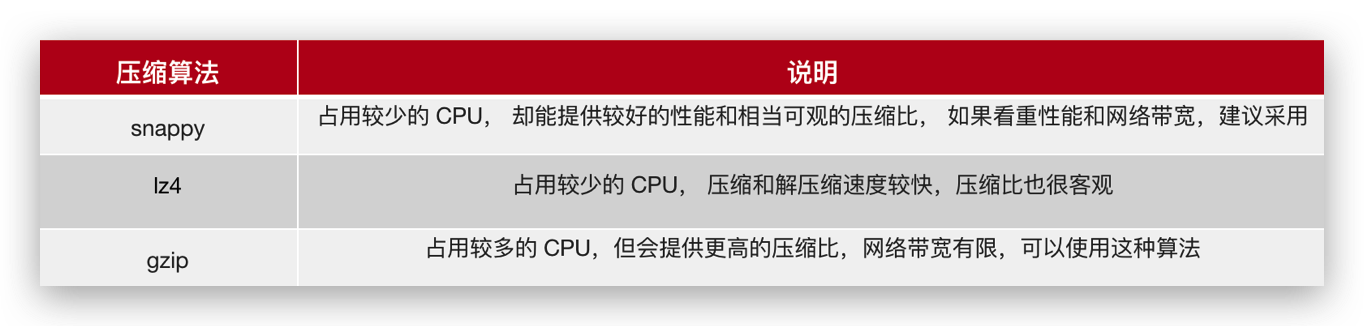 压缩算法 说明
snappy 占用较少的 CPU， 却能提供较好的性能和相当可观的压缩比， 如果看重性能和网络带宽，建议采用
lz4 占用较少的 CPU， 压缩和解压缩速度较快，压缩比也很客观
gzip 占用较多的 CPU，但会提供更高的压缩比，网络带宽有限，可以使用这种算法